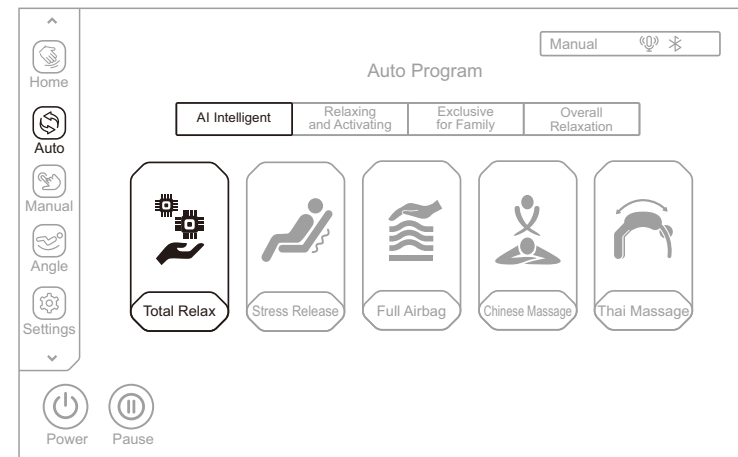 Home
Auto
Manual
Angle
Settings
Power
Pause
Manual
Auto Program
AI Intelligent
Relaxing
and Activating
Exclusive
for Family
Overall
Relaxation
Total Relax
Stress Release
Full Airbag
Chinese Massage
Thai Massage